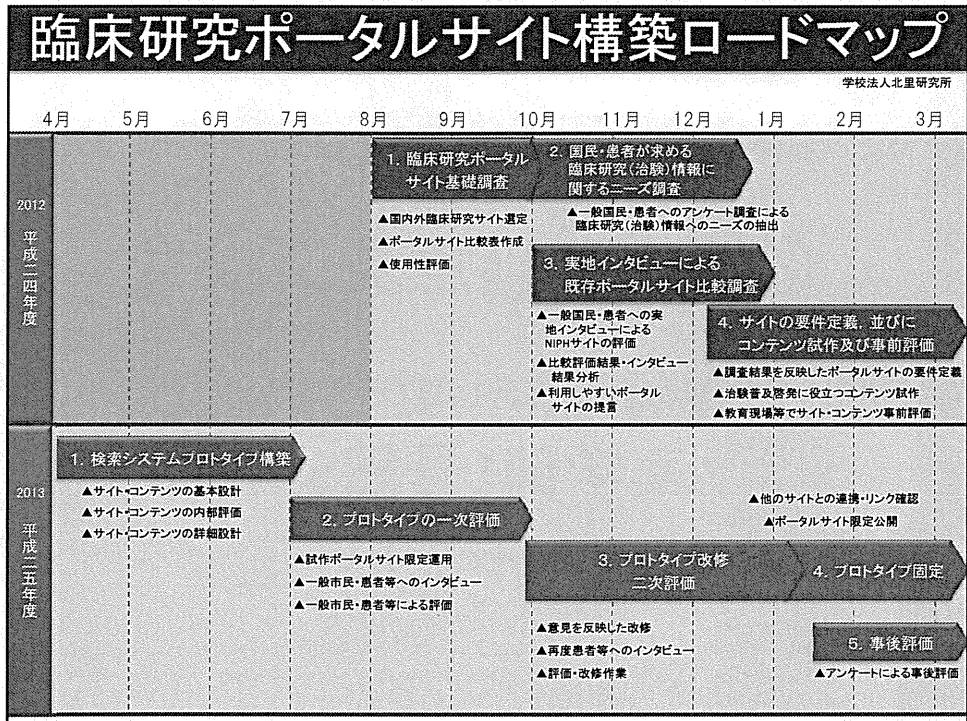 臨床研究ポータルサイト構築ロードマップ
学校法人北里研究所
4月 5月 6月 7月 8月 9月 10月 11月 12月 1月 2月 3月
2012
平成二四年度
1. 臨床研究ポータル
サイト基礎調査
▲国内外臨床研究サイト選定
▲ポータルサイト比較表作成
▲使用性評価
2. 国民・患者が求める
臨床研究(治験)情報に
関するニーズ調査
▲一般国民・患者へのアンケート調査による
臨床研究(治験)情報へのニーズの抽出
3. 実地インタビューによる
既存ポータルサイト比較調査
▲一般国民・患者への実
地インタビューによる
NIPHサイトの評価
▲比較評価結果・インタビュー
結果分析
▲利用しやすいポータル
サイトの提言
4. サイトの要件定義, 並びに
コンテンツ試作及び事前評価
▲調査結果を反映したポータルサイトの要件定義
▲治験普及啓発に役立つコンテンツ試作
▲教育現場等でサイト・コンテンツ事前評価
2013
平成二五年度
1. 検索システムプロトタイプ構築
▲サイト・コンテンツの基本設計
▲サイト・コンテンツの内部評価
▲サイト・コンテンツの詳細設計
2. プロトタイプの一次評価
▲試作ポータルサイト限定運用
▲一般市民・患者等へのインタビュー
▲一般市民・患者等による評価
3. プロトタイプ改修
二次評価
▲意見を反映した改修
▲再度患者等へのインタビュー
▲評価・改修作業
▲他のサイトとの連携・リンク確認
▲ポータルサイト限定公開
4. プロトタイプ固定
5. 事後評価
▲アンケートによる事後評価